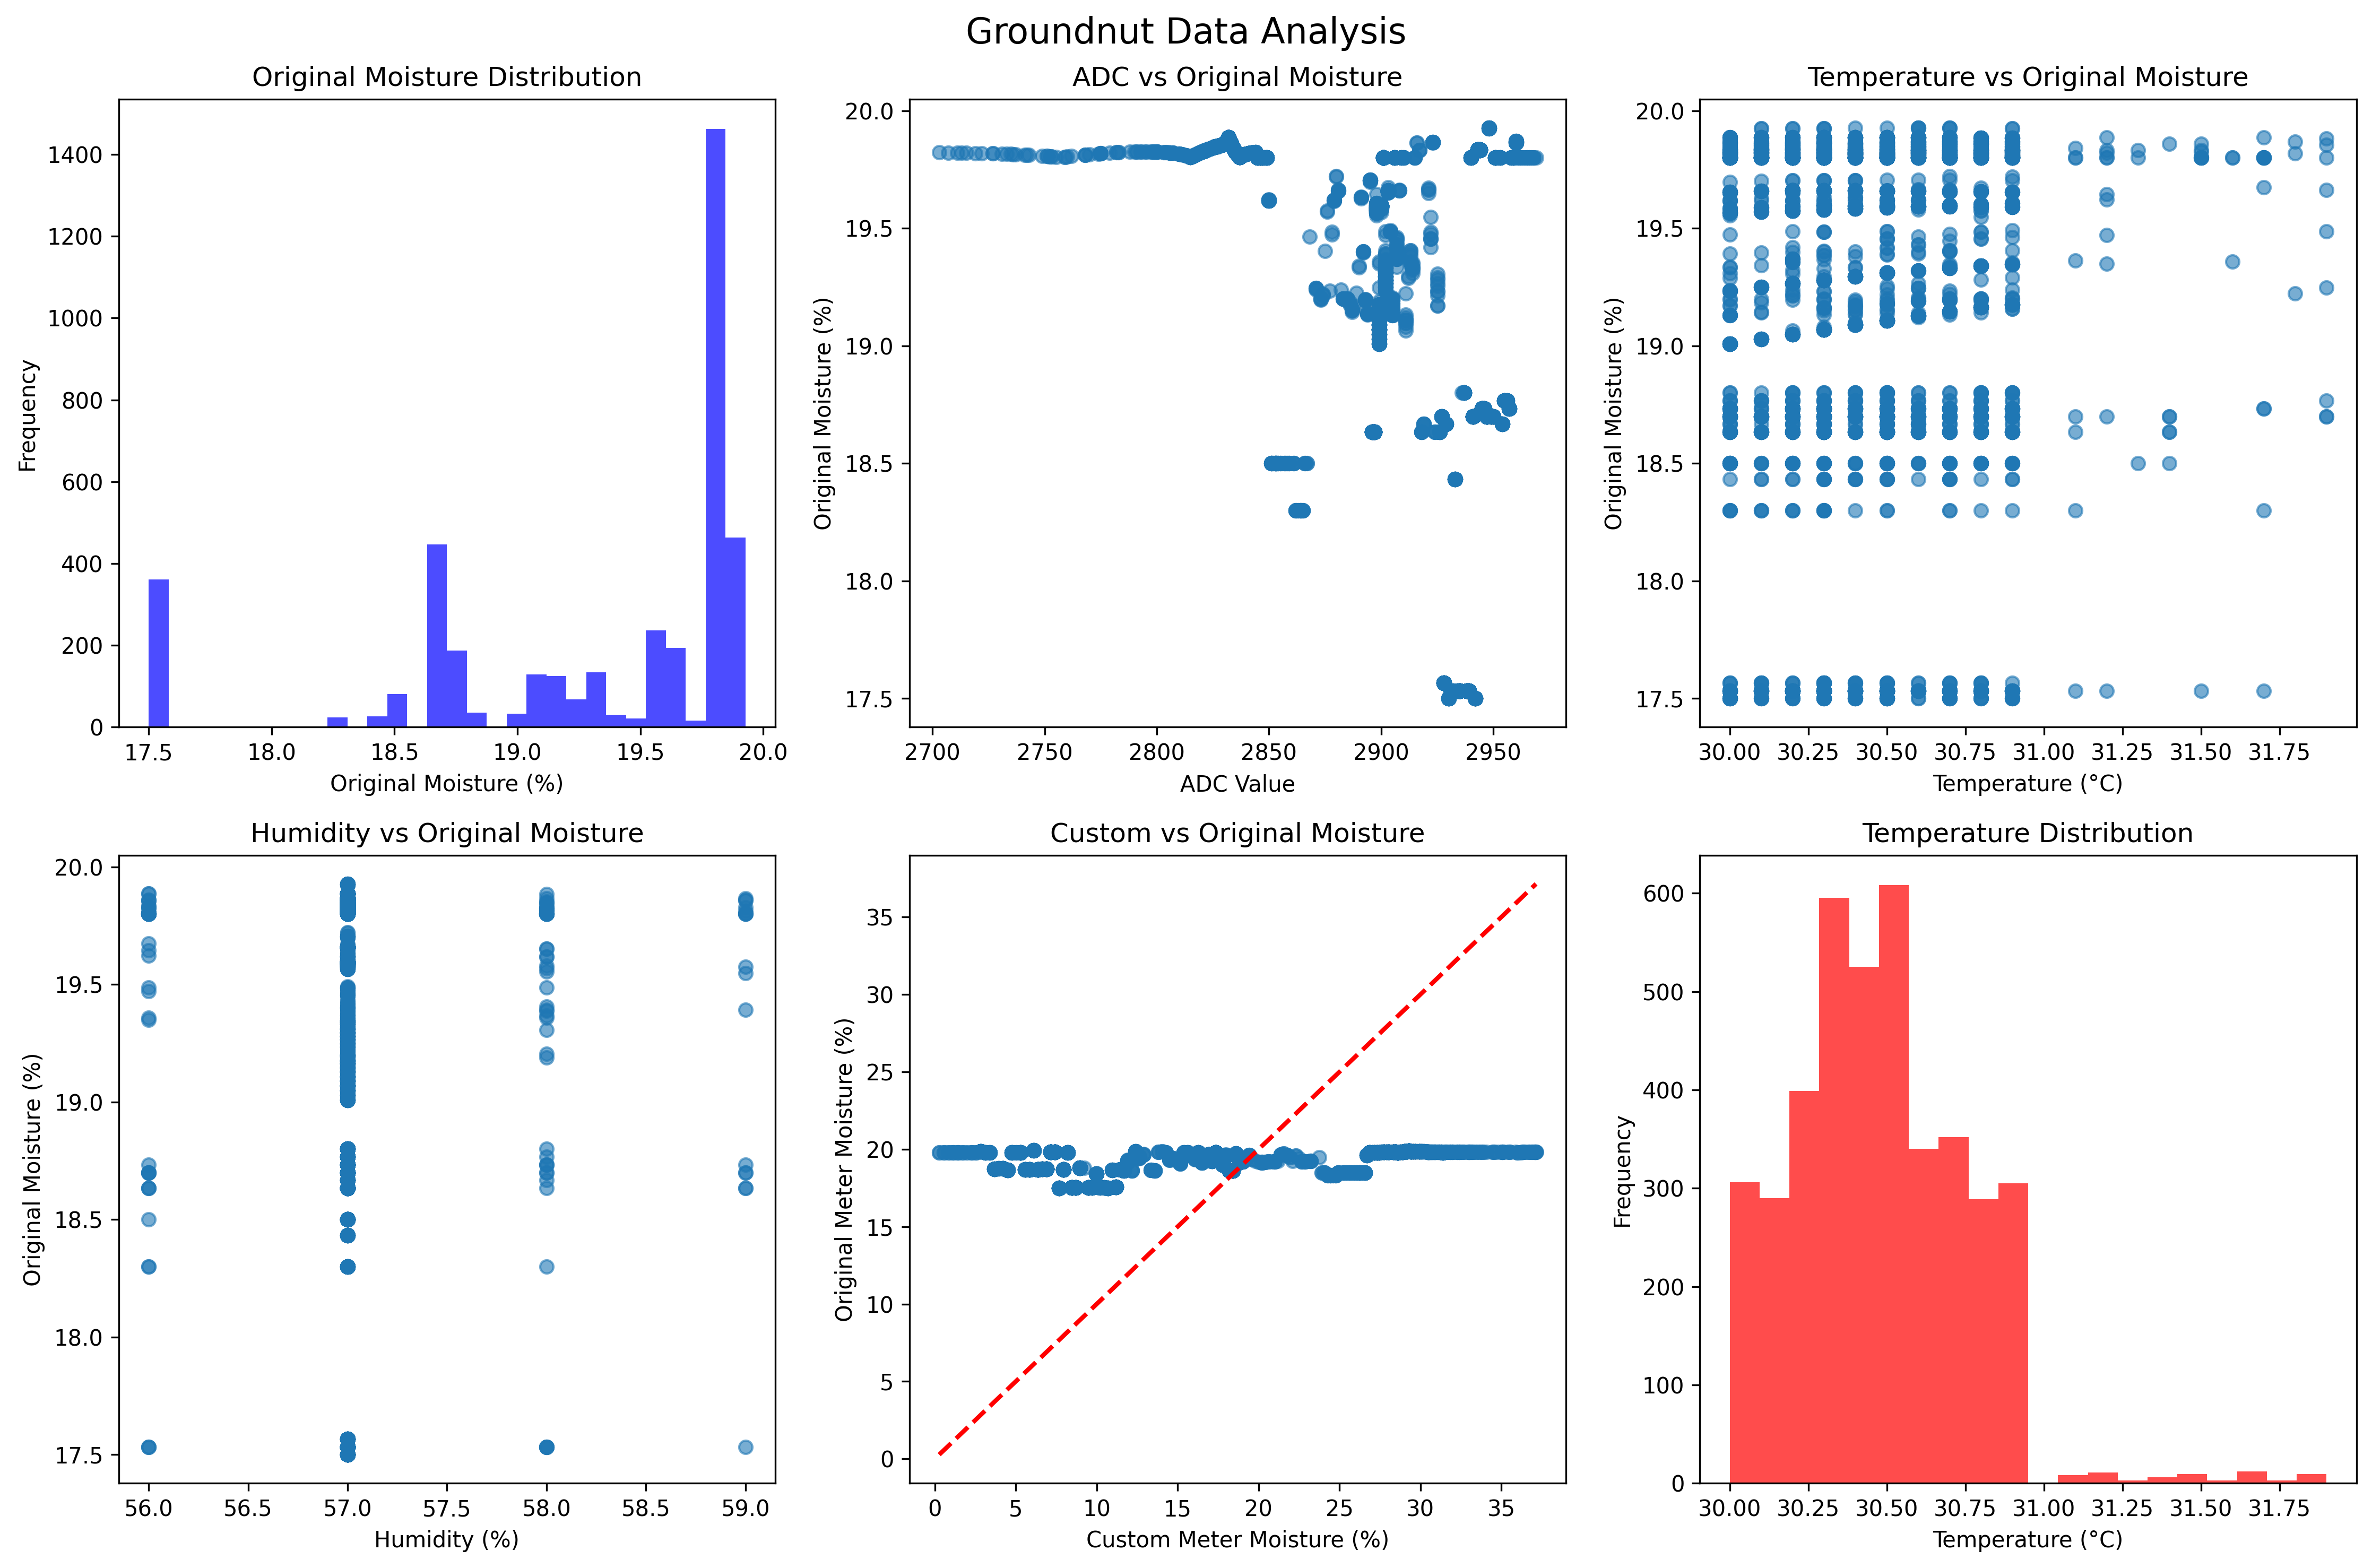 Groundnut Data Analysis
Original Moisture Distribution
1400
1200
1000
800
600
400
200
0
Frequency
17.5 18.0 18.5 19.0 19.5 20.0
Original Moisture (%)
ADC vs Original Moisture
20.0
19.5
19.0
18.5
18.0
17.5
Original Moisture (%)
2700 2750 2800 2850 2900 2950
ADC Value
Temperature vs Original Moisture
20.0
19.5
19.0
18.5
18.0
17.5
Original Moisture (%)
30.00 30.25 30.50 30.75 31.00 31.25 31.50 31.75
Temperature (°C)
Humidity vs Original Moisture
20.0
19.5
19.0
18.5
18.0
17.5
Original Moisture (%)
56.0 56.5 57.0 57.5 58.0 58.5 59.0
Humidity (%)
Custom vs Original Moisture
35
30
25
20
15
10
5
0
Original Meter Moisture (%)
0 5 10 15 20 25 30 35
Custom Meter Moisture (%)
Temperature Distribution
600
500
400
300
200
100
0
Frequency
30.00 30.25 30.50 30.75 31.00 31.25 31.50 31.75
Temperature (°C)